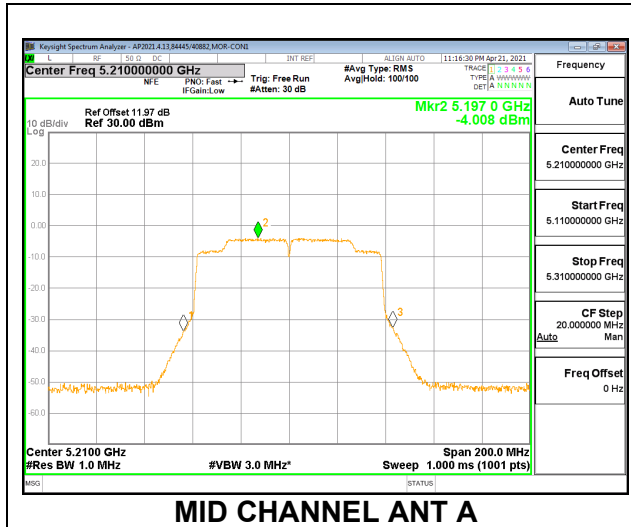 Keysight Spectrum Analyzer - AP2021.4.13,84445/40882,MOR-CON1
L RF 50 Ω DC INT REF ALIGN AUTO 11:16:30 PM Apr 21, 2021
Center Freq 5.210000000 GHz
NFE
PNO: Fast
IFGain:Low
Trig: Free Run
#Atten: 30 dB
#Avg Type: RMS
Avg|Hold: 100/100
TRACE 1 2 3 4 5 6
TYPE A WWWWW
DET A N N N N N
Frequency
Mkr2 5.197 0 GHz
-4.008 dBm
Ref Offset 11.97 dB
10 dB/div Ref 30.00 dBm
Log
20.0
10.0
0.00
-10.0
-20.0
-30.0
-40.0
-50.0
-60.0
1
2
3
Center 5.2100 GHz Span 200.0 MHz
#Res BW 1.0 MHz #VBW 3.0 MHz* Sweep 1.000 ms (1001 pts)
MSG STATUS
Auto Tune
Center Freq
5.210000000 GHz
Start Freq
5.110000000 GHz
Stop Freq
5.310000000 GHz
CF Step
20.000000 MHz
Auto Man
Freq Offset
0 Hz
MID CHANNEL ANT A